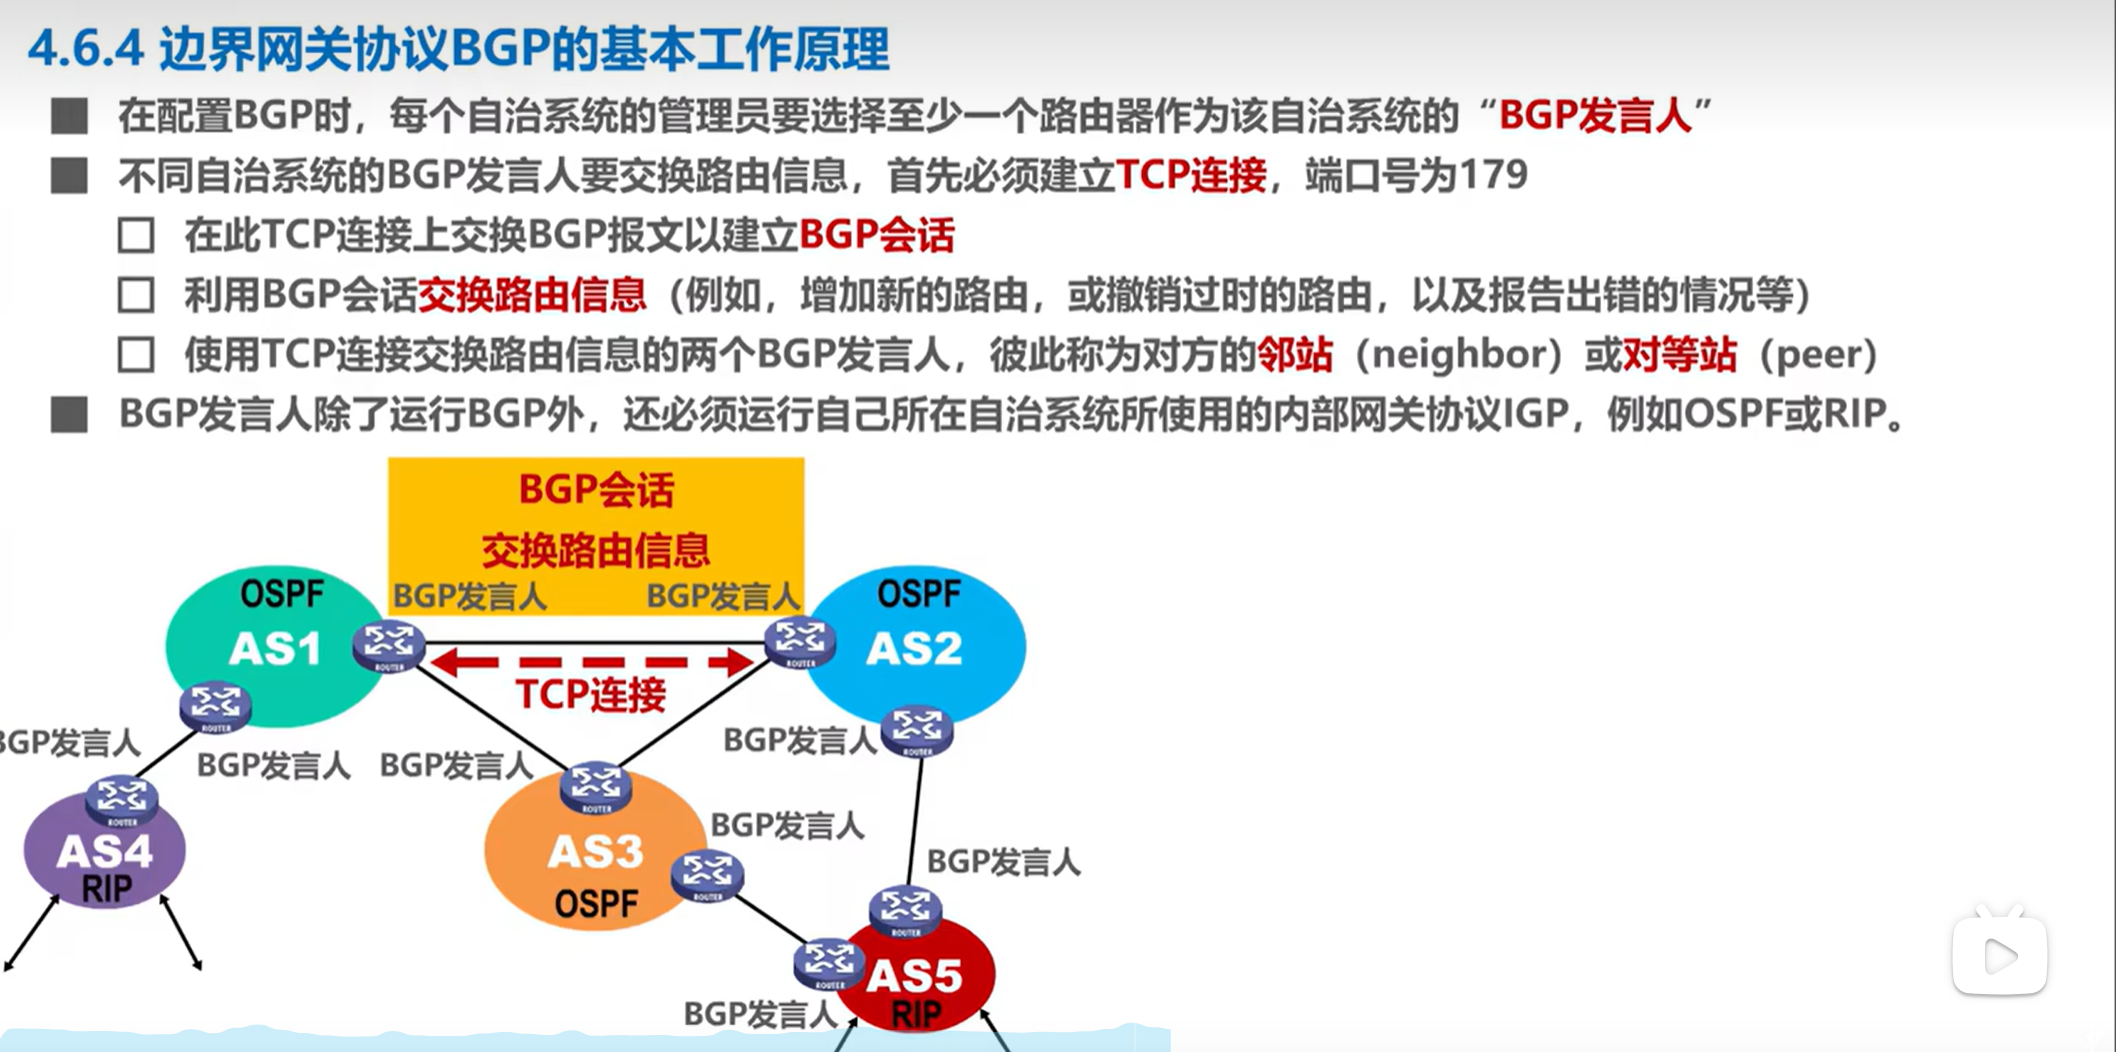 4.6.4 边界网关协议BGP的基本工作原理
在配置BGP时，每个自治系统的管理员要选择至少一个路由器作为该自治系统的“BGP发言人”
不同自治系统的BGP发言人要交换路由信息，首先必须建立TCP连接，端口号为179
在此TCP连接上交换BGP报文以建立BGP会话
利用BGP会话交换路由信息（例如，增加新的路由，或撤销过时的路由，以及报告出错的情况等）
使用TCP连接交换路由信息的两个BGP发言人，彼此称为对方的邻站（neighbor）或对等站（peer）
BGP发言人除了运行BGP外，还必须运行自己所在自治系统所使用的内部网关协议IGP，例如OSPF或RIP。
BGP会话
交换路由信息
OSPF
BGP发言人
BGP发言人
OSPF
AS1
ROUTER
ROUTER
AS2
TCP连接
ROUTER
BGP发言人
BGP发言人
BGP发言人
BGP发言人
ROUTER
ROUTER
ROUTER
AS4
RIP
AS3
OSPF
BGP发言人
ROUTER
BGP发言人
ROUTER
ROUTER
AS5
RIP
BGP发言人